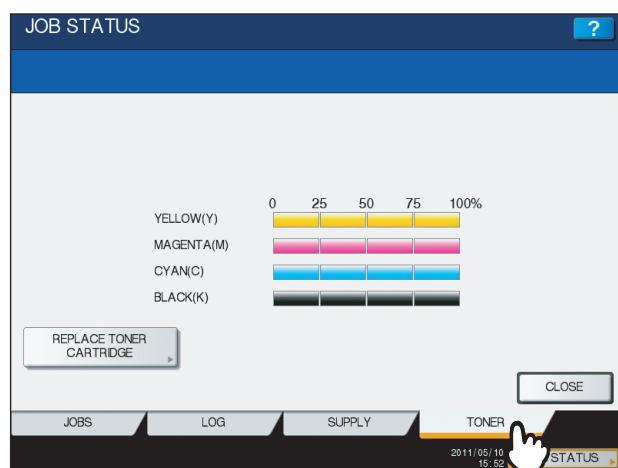 JOB STATUS
?
0 25 50 75 100%
YELLOW(Y)
MAGENTA(M)
CYAN(C)
BLACK(K)
REPLACE TONER
CARTRIDGE
CLOSE
JOBS LOG SUPPLY TONER
2011/05/10
15:52
STATUS